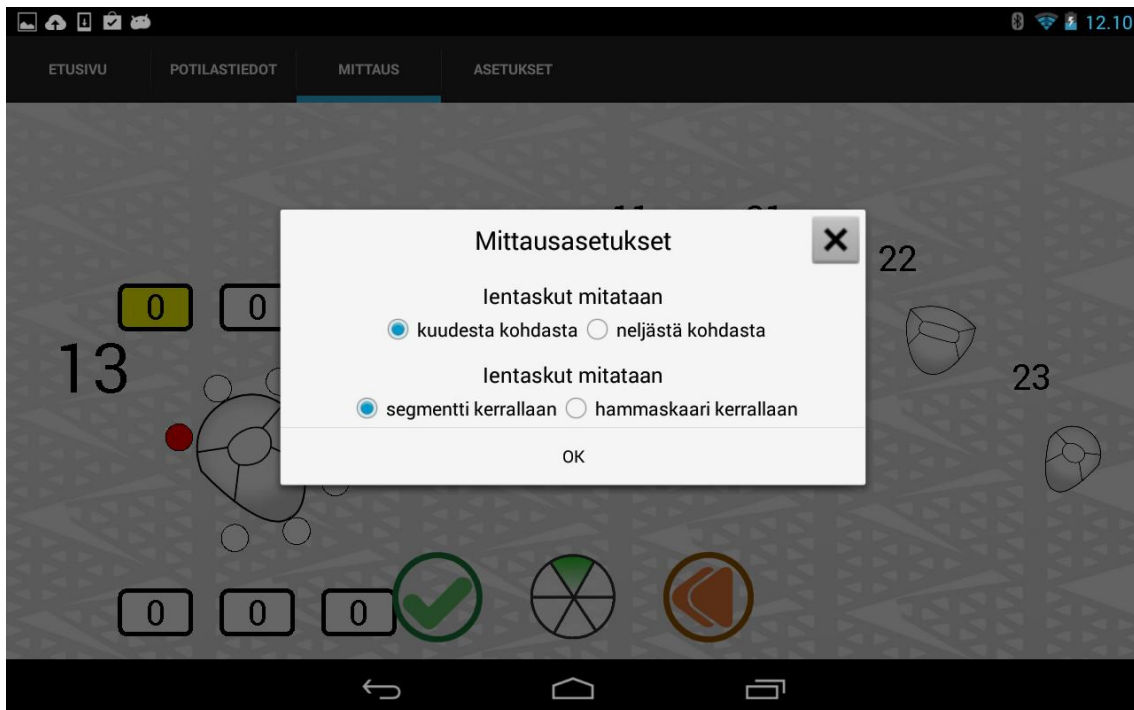 12.10
ETUSIVU POTILASTIEDOT MITTAUS ASETUKSET
Mittausasetukset
22
Ientaskut mitataan
0 0
kuudesta kohdasta neljästä kohdasta
13
23
Ientaskut mitataan
segmentti kerrallaan hammaskaari kerrallaan
OK
0 0 0